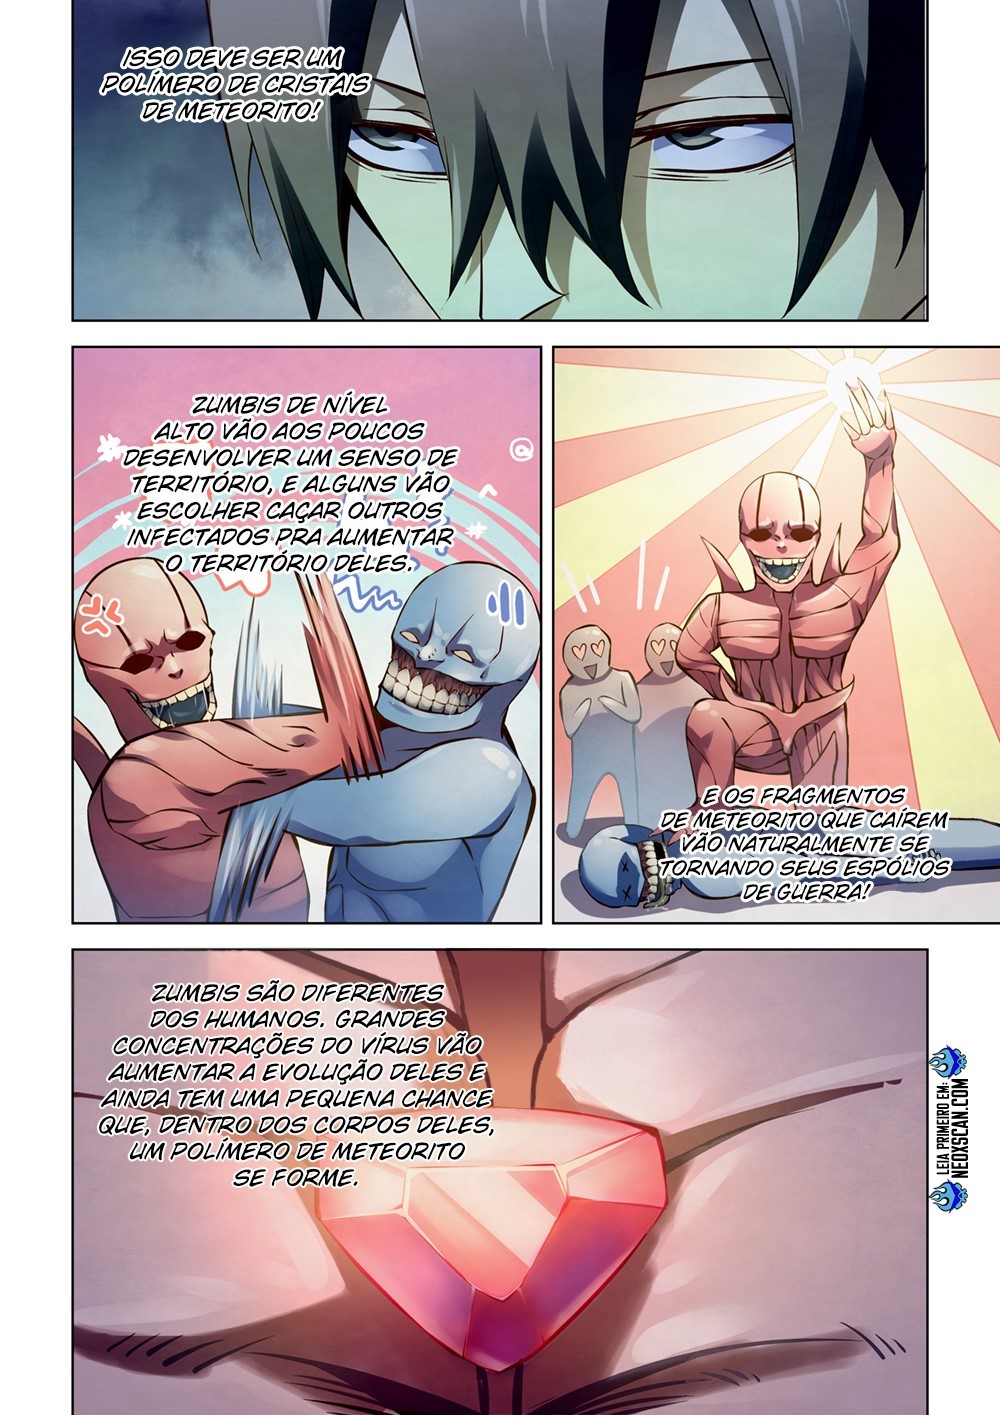 ISSO DEVE SER UM
POLÍMERO DE CRISTAIS
DE METEORITO!
ZUMBIS DE NÍVEL
ALTO VÃO AOS POUCOS
DESENVOLVER UM SENSO DE
TERRITÓRIO, E ALGUNS VÃO
ESCOLHER CAÇAR OUTROS
INFECTADOS PRA AUMENTAR
O TERRITÓRIO DELES.
@
E OS FRAGMENTOS
DE METEORITO QUE CAÍREM
VÃO NATURALMENTE SE
TORNANDO SEUS ESPÓLIOS
DE GUERRA!
ZUMBIS SÃO DIFERENTES
DOS HUMANOS. GRANDES
CONCENTRAÇÕES DO VÍRUS VÃO
AUMENTAR A EVOLUÇÃO DELES E
AINDA TEM UMA PEQUENA CHANCE
QUE, DENTRO DOS CORPOS DELES,
UM POLÍMERO DE METEORITO
SE FORME.
LEIA PRIMEIRO EM:
NEOXSCAN.COM